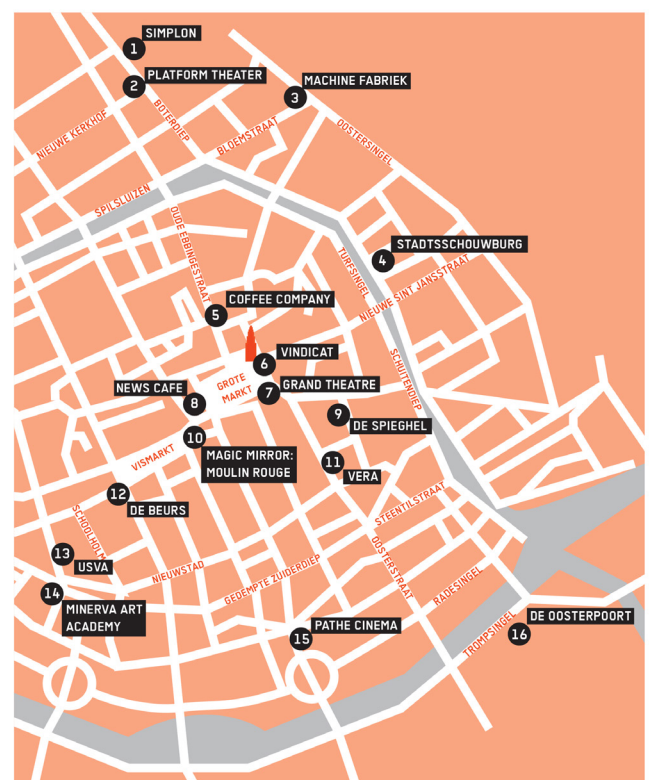 SIMPLON
1
2
PLATFORM THEATER
MACHINE FABRIEK
3
NIEUWE KERKHOF
BOTERDIEP
BLOEMSTRAAT
OOSTERSINGEL
SPILSLUIZEN
OUDE EBBINGESTRAAT
TURFSINGEL
STADTSSCHOUWBURG
4
NIEUWE SINT JANSSTRAAT
COFFEE COMPANY
5
VINDICAT
6
GRAND THEATRE
7
GROTE
MARKT
NEWS CAFE
8
SCHUITENDIEP
9
DE SPIEGHEL
10
MAGIC MIRROR:
MOULIN ROUGE
VISMARKT
11
VERA
12
DE BEURS
STEENTILSTRAAT
SCHOOLHOLM
13
USVA
NIEUWSTAD
GEDEMPTE ZUIDERDIEP
OOSTERSTRAAT
RADESINGEL
14
MINERVA ART
ACADEMY
PATHE CINEMA
15
TROMPSINGEL
DE OOSTERPOORT
16